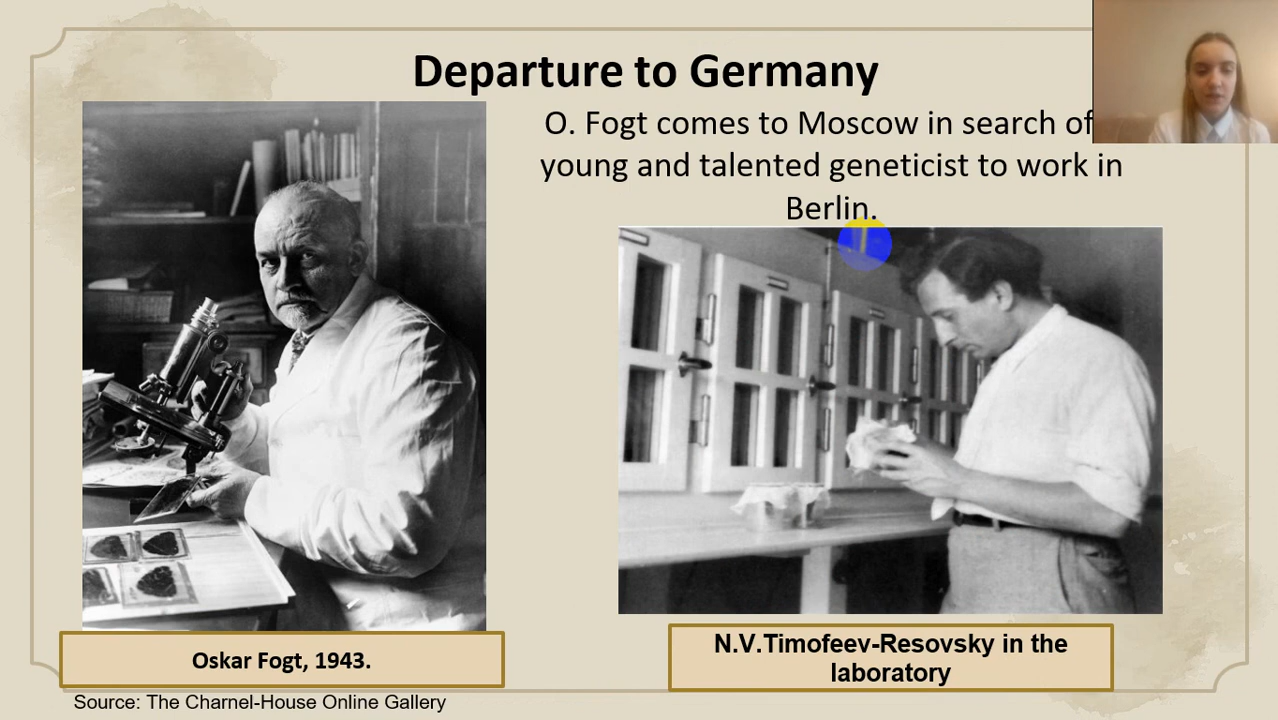 Departure to Germany
O. Fogt comes to Moscow in search of
young and talented geneticist to work in
Berlin.
Oskar Fogt, 1943.
N.V.Timofeev-Resovsky in the
laboratory
Source: The Charnel-House Online Gallery